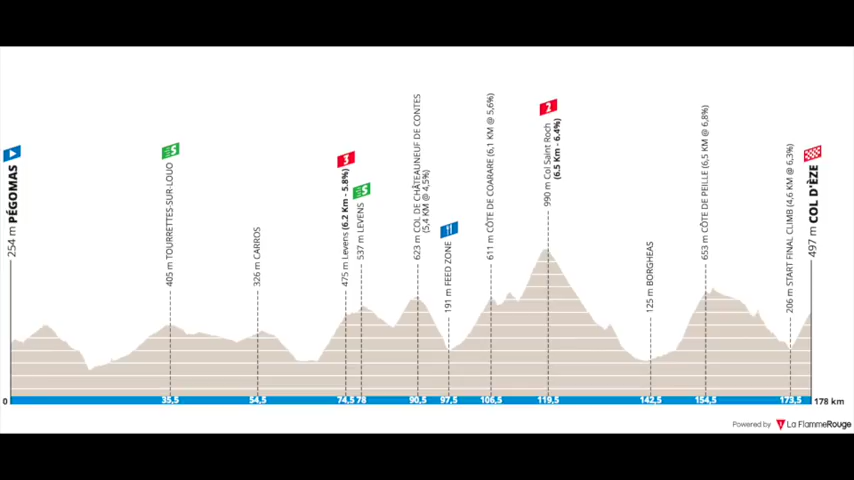 254 m PÉGOMAS
S
405 m TOURRETTES-SUR-LOUO
326 m CARROS
3
475 m Levens (6.2 Km - 5.8%)
S
537 m LEVENS
623 m COL DE CHÂTEAUNEUF DE CONTES
(5,4 KM @ 4,5%)
191 m FEED ZONE
611 m CÔTE DE COARARE (6,1 KM @ 5,6%)
2
990 m Col Saint Roch
(6.5 Km - 6.4%)
125 m BORGHEAS
653 m CÔTE DE PEILLE (6,5 KM @ 6,8%)
206 m START FINAL CLIMB (4,6 KM @ 6,3%)
497 m COL D'ÈZE
0 35,5 54,5 74,5 78 90,5 97,5 106,5 119,5 142,5 154,5 173,5 178 km
Powered by La FlammeRouge